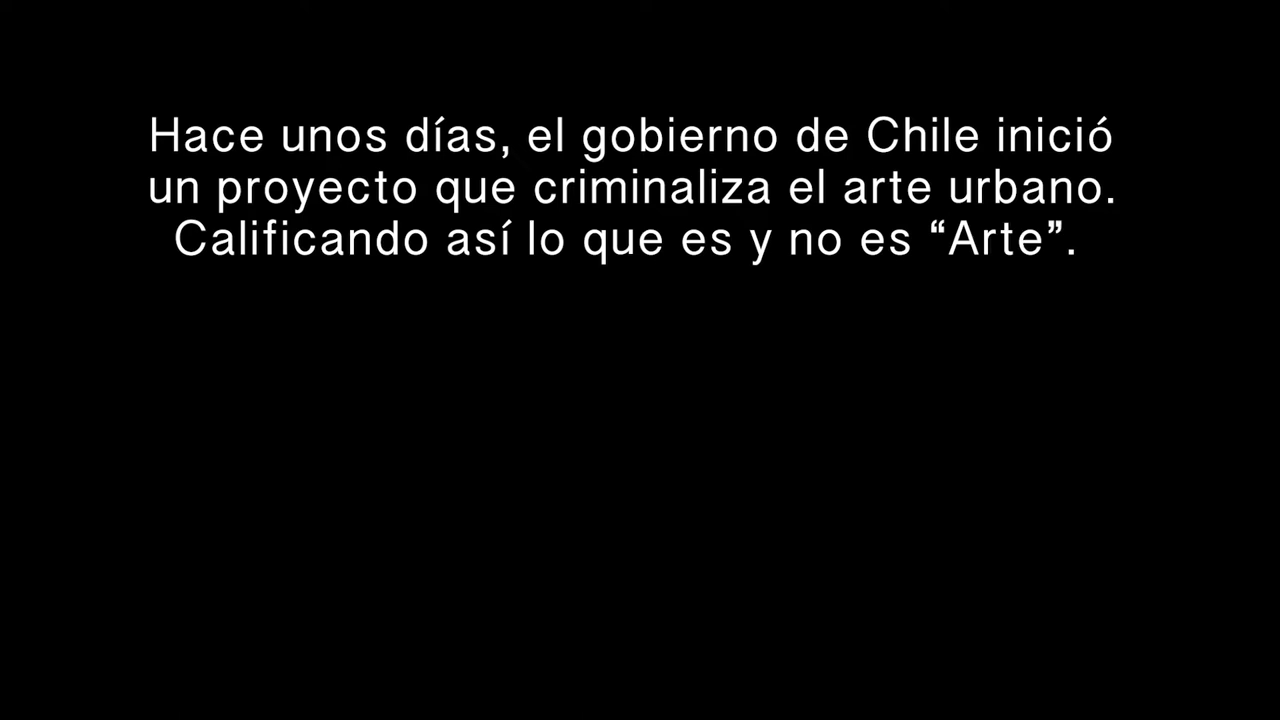 Hace unos días, el gobierno de Chile inició
un proyecto que criminaliza el arte urbano.
Calificando así lo que es y no es “Arte”.